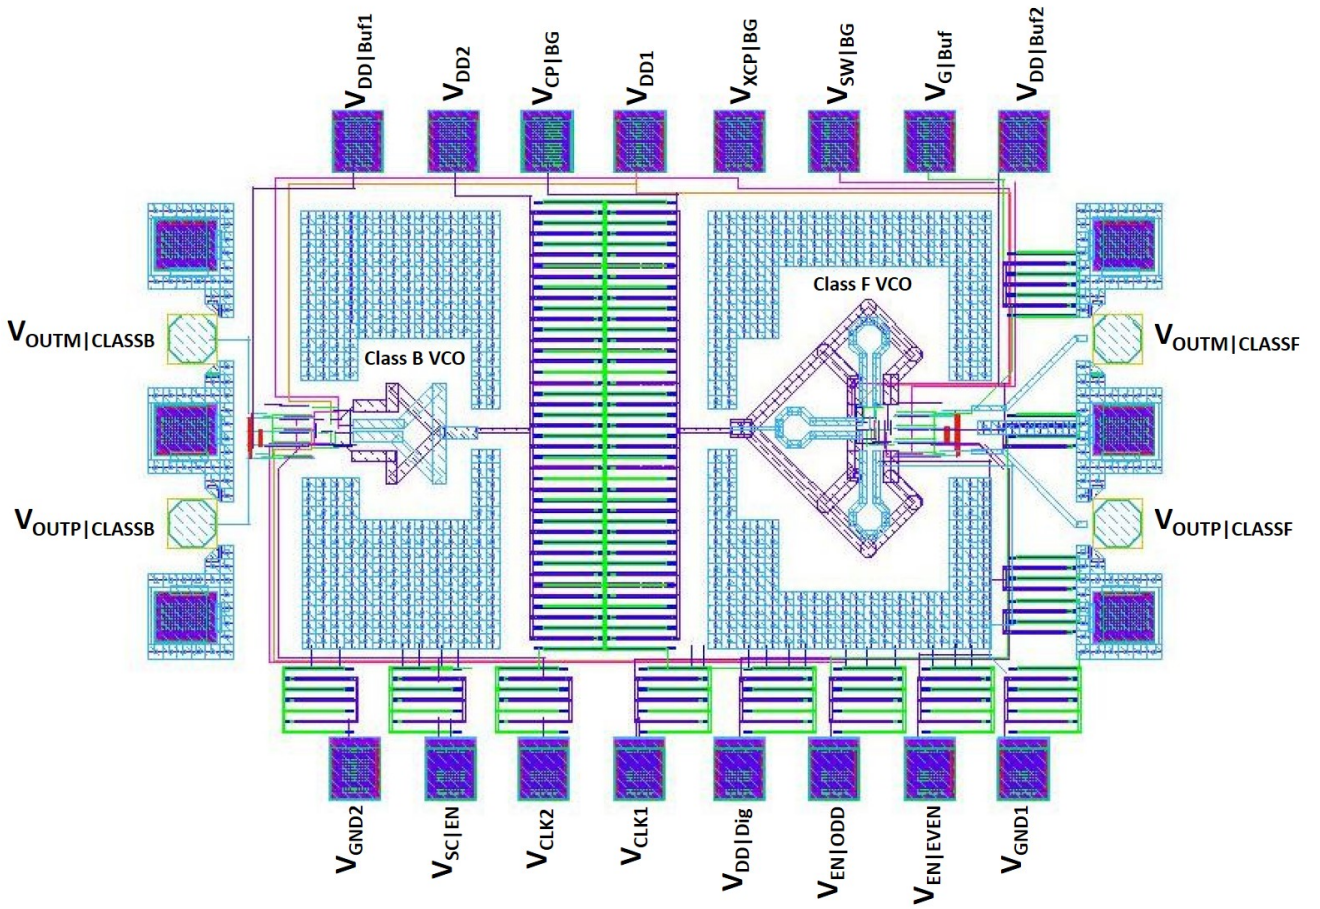 VDD|Buf1
VDD2
VCP|BG
VDD1
VXCP|BG
VSW|BG
VG|Buf
VDD|Buf2
Class F VCO
VOUTM|CLASSB
VOUTM|CLASSF
Class B VCO
VOUTP|CLASSB
VOUTP|CLASSF
VGND2
VSC|EN
VCLK2
VCLK1
VDD|Dig
VEN|ODD
VEN|EVEN
VGND1